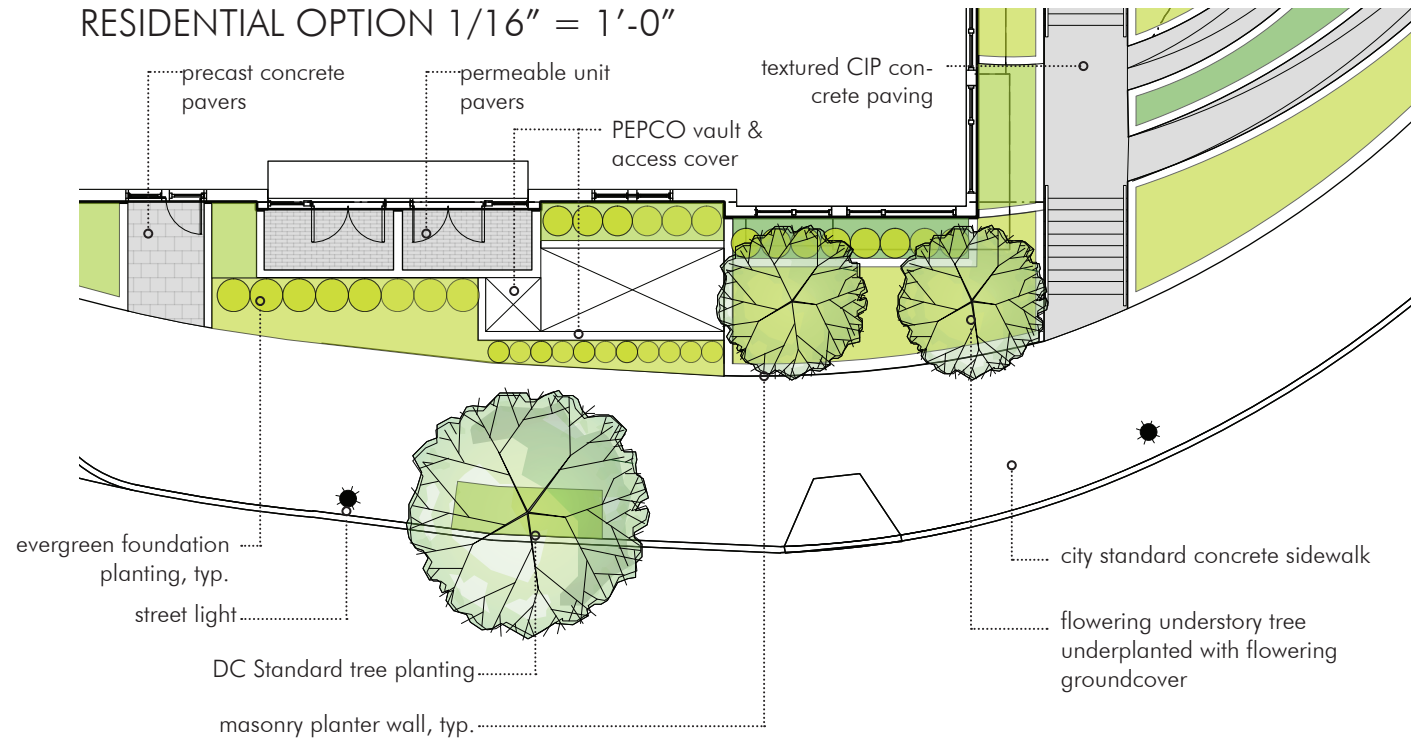 RESIDENTIAL OPTION 1/16” = 1’-0”
precast concrete
pavers
permeable unit
pavers
PEPCO vault &
access cover
textured CIP con-
crete paving
evergreen foundation
planting, typ.
street light
DC Standard tree planting
masonry planter wall, typ.
city standard concrete sidewalk
flowering understory tree
underplanted with flowering
groundcover